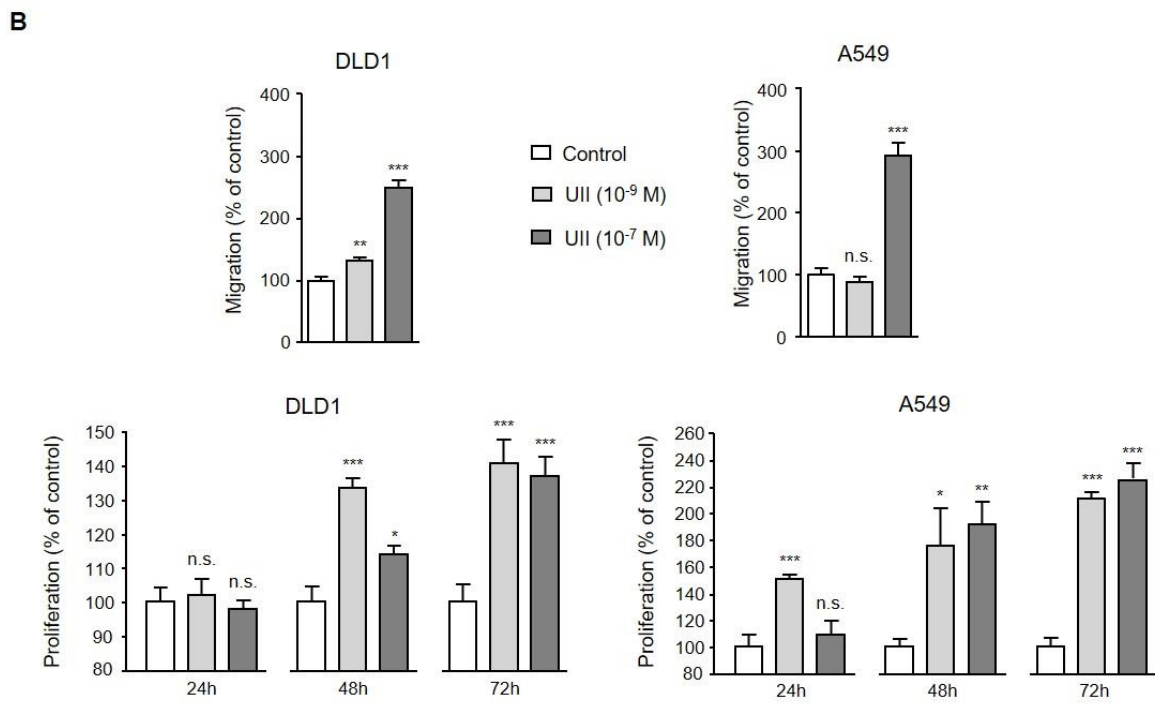 B
DLD1
Migration (% of control)
400
300
200
100
0
**
***
Control
UII (10⁻⁹ M)
UII (10⁻⁷ M)
A549
Migration (% of control)
400
300
200
100
0
n.s.
***
DLD1
Proliferation (% of control)
150
140
130
120
110
100
90
80
n.s.
n.s.
***
*
***
***
24h
48h
72h
A549
Proliferation (% of control)
260
240
220
200
180
160
140
120
100
80
***
n.s.
*
**
***
***
24h
48h
72h